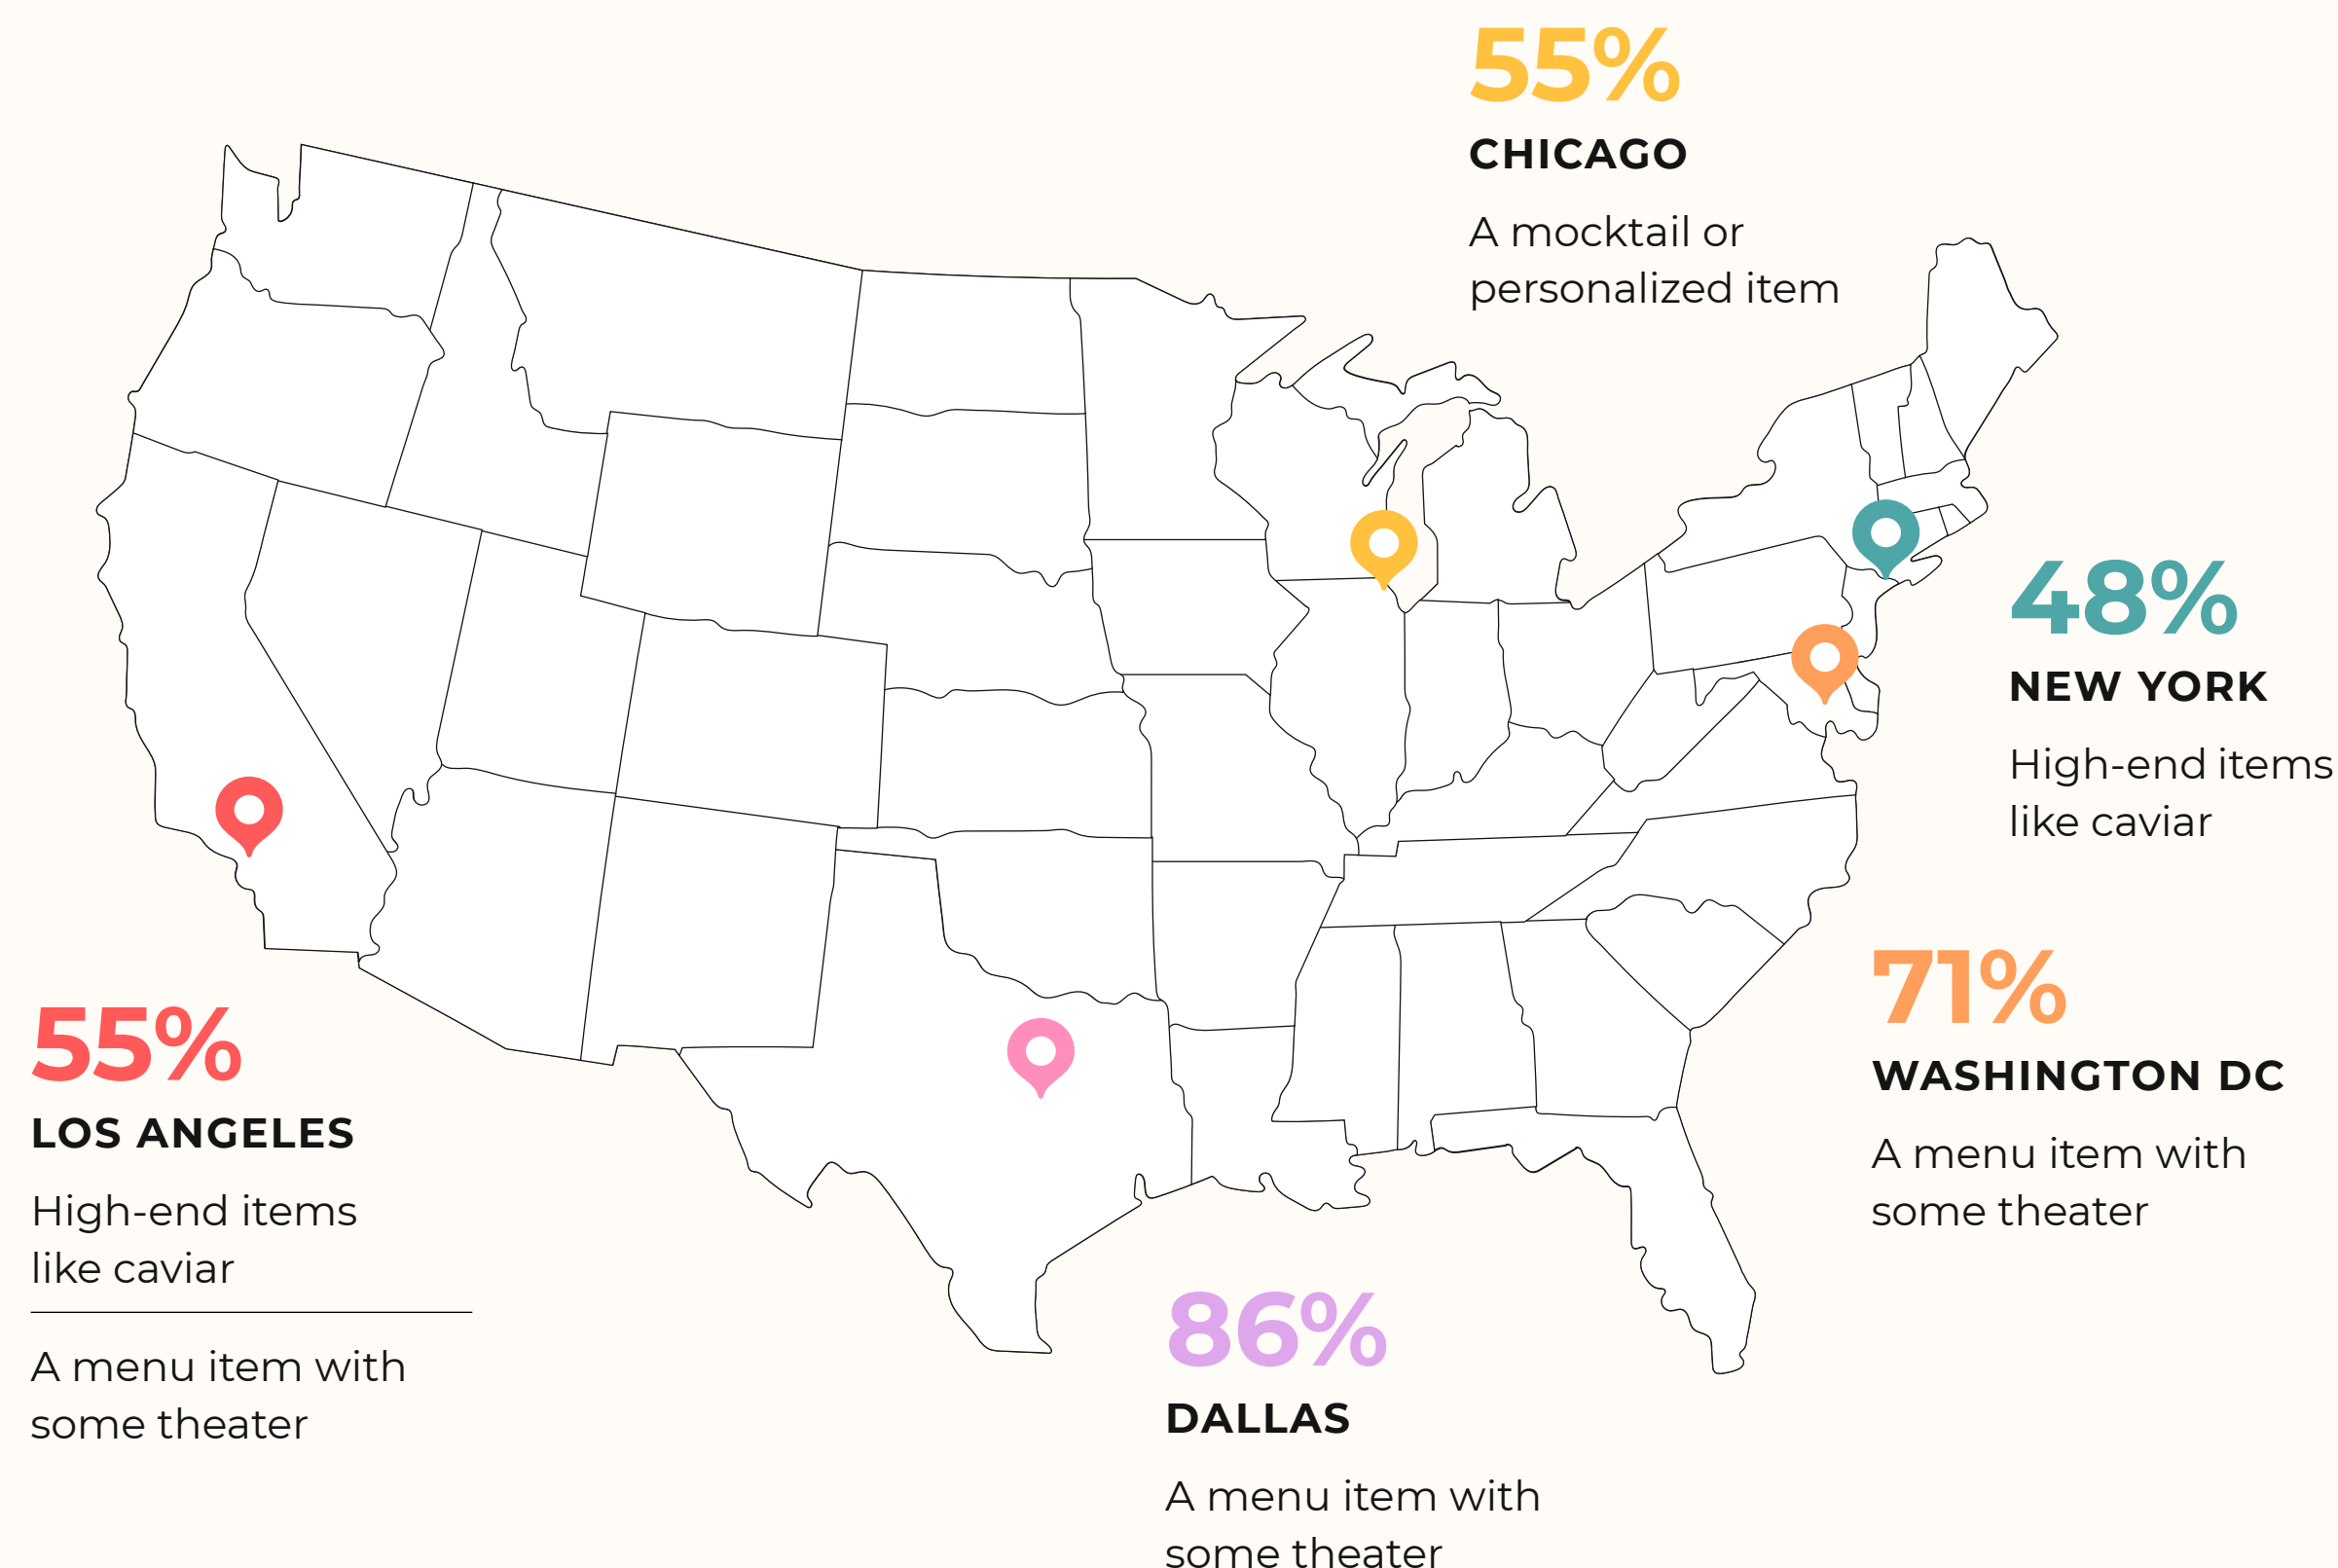 55%
CHICAGO
A mocktail or
personalized item
48%
NEW YORK
High-end items
like caviar
71%
WASHINGTON DC
A menu item with
some theater
55%
LOS ANGELES
High-end items
like caviar
A menu item with
some theater
86%
DALLAS
A menu item with
some theater